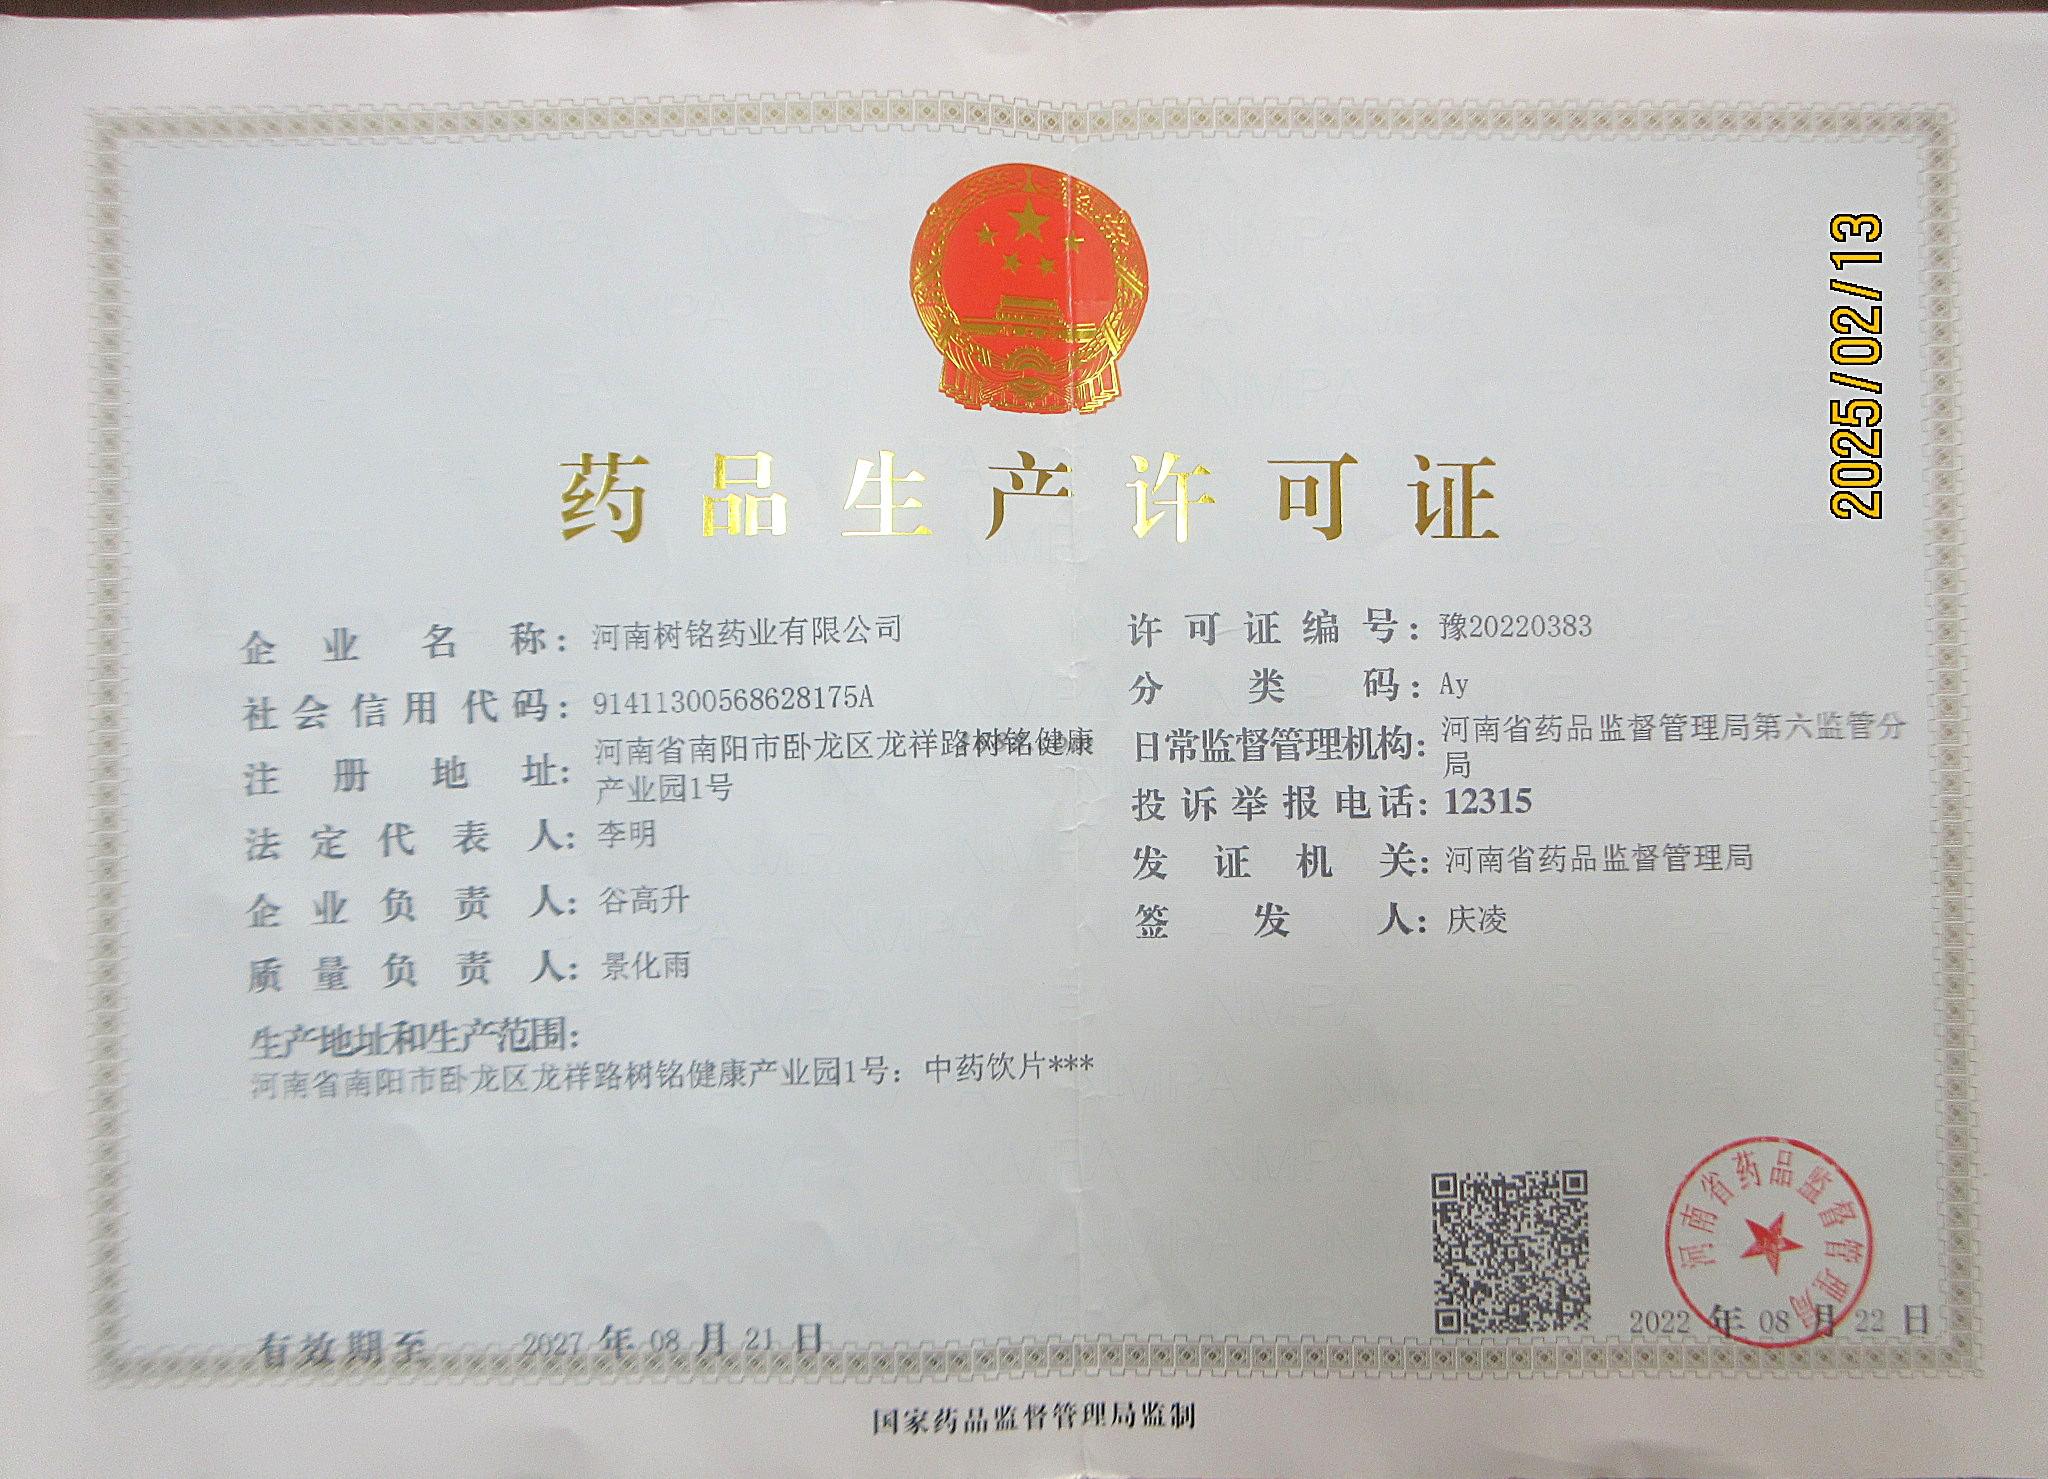 2025/02/13
药品生产许可证
企业名称：河南树铭药业有限公司
社会信用代码：91411300568628175A
注册地址：河南省南阳市卧龙区龙祥路树铭健康
产业园1号
法定代表人：李明
企业负责人：谷高升
质量负责人：景化雨
生产地址和生产范围：
河南省南阳市卧龙区龙祥路树铭健康产业园1号：中药饮片***
许可证编号：豫20220383
分类码：Ay
日常监督管理机构：河南省药品监督管理局第六监管分
局
投诉举报电话：12315
发证机关：河南省药品监督管理局
签发人：庆凌
河南省药品监督管理局
2022年08月22日
有效期至 2027年08月21日
国家药品监督管理局监制